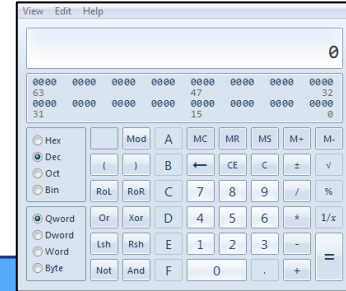 View Edit Help
0
0000 0000 0000 0000 0000 0000 0000 0000
63 47 32
0000 0000 0000 0000 0000 0000 0000 0000
31 15 0
Hex Mod A MC MR MS M+ M-
Dec ( ) B ← CE C ± √
Oct
Bin RoL RoR C 7 8 9 / %
Qword Or Xor D 4 5 6 * 1/x
Dword
Word Lsh Rsh E 1 2 3 - =
Byte Not And F 0 . +